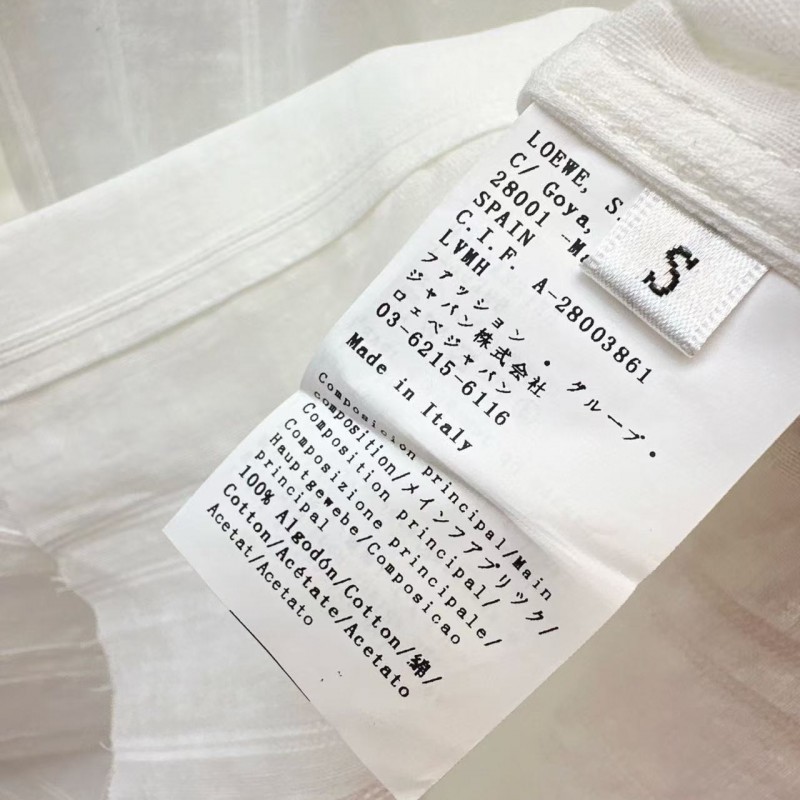 LOEWE, S.
C/ Goya,
28001 -Ma
SPAIN
C.I.F. A-28003861
LVMH
ファッション・グループ・
ジャパン株式会社
ロエベジャパン
03-6215-6116
Made in Italy
Composición principal/Main
composition/メインファブリック/
Composition principal/
Composizione principale/
Hauptgewebe/Composicao
principal
100% Algodón/Cotton/綿/
Cotton/Acétate/Acetato
Acetat/Acetato
S